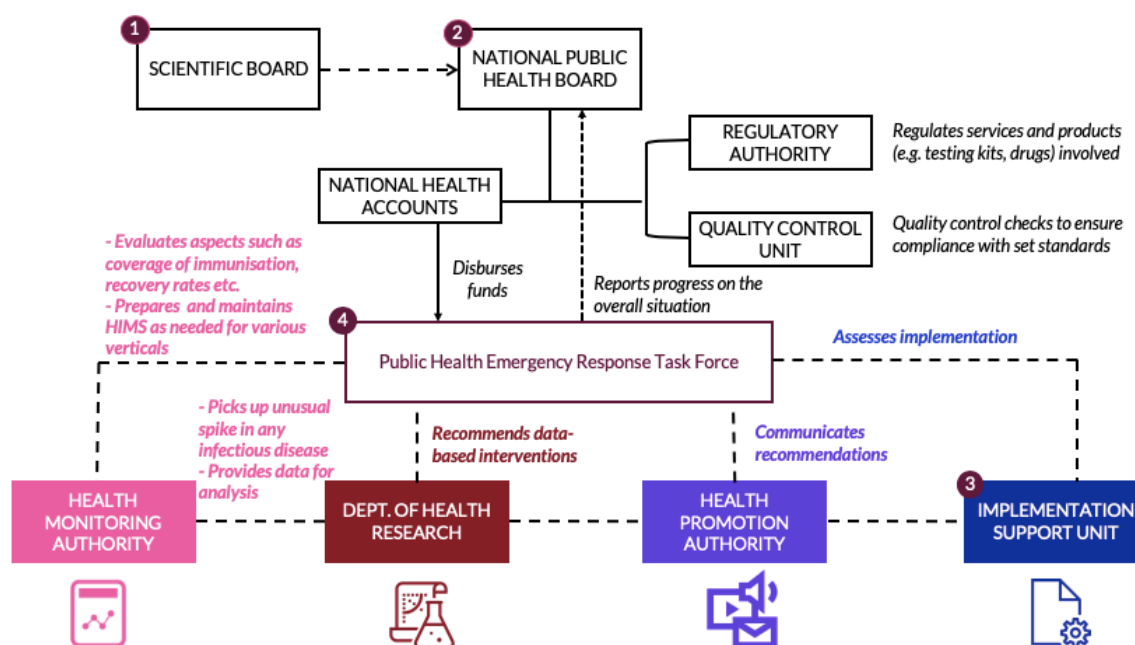 1
SCIENTIFIC BOARD
2
NATIONAL PUBLIC
HEALTH BOARD
REGULATORY
AUTHORITY
Regulates services and products
(e.g. testing kits, drugs) involved
NATIONAL HEALTH
ACCOUNTS
QUALITY CONTROL
UNIT
Quality control checks to ensure
compliance with set standards
- Evaluates aspects such as
coverage of immunisation,
recovery rates etc.
- Prepares and maintains
HIMS as needed for various
verticals
Disburses
funds
Reports progress on the
overall situation
4
Public Health Emergency Response Task Force
Assesses implementation
- Picks up unusual
spike in any
infectious disease
- Provides data for
analysis
Recommends data-
based interventions
Communicates
recommendations
HEALTH
MONITORING
AUTHORITY
DEPT. OF HEALTH
RESEARCH
HEALTH
PROMOTION
AUTHORITY
3
IMPLEMENTATION
SUPPORT UNIT